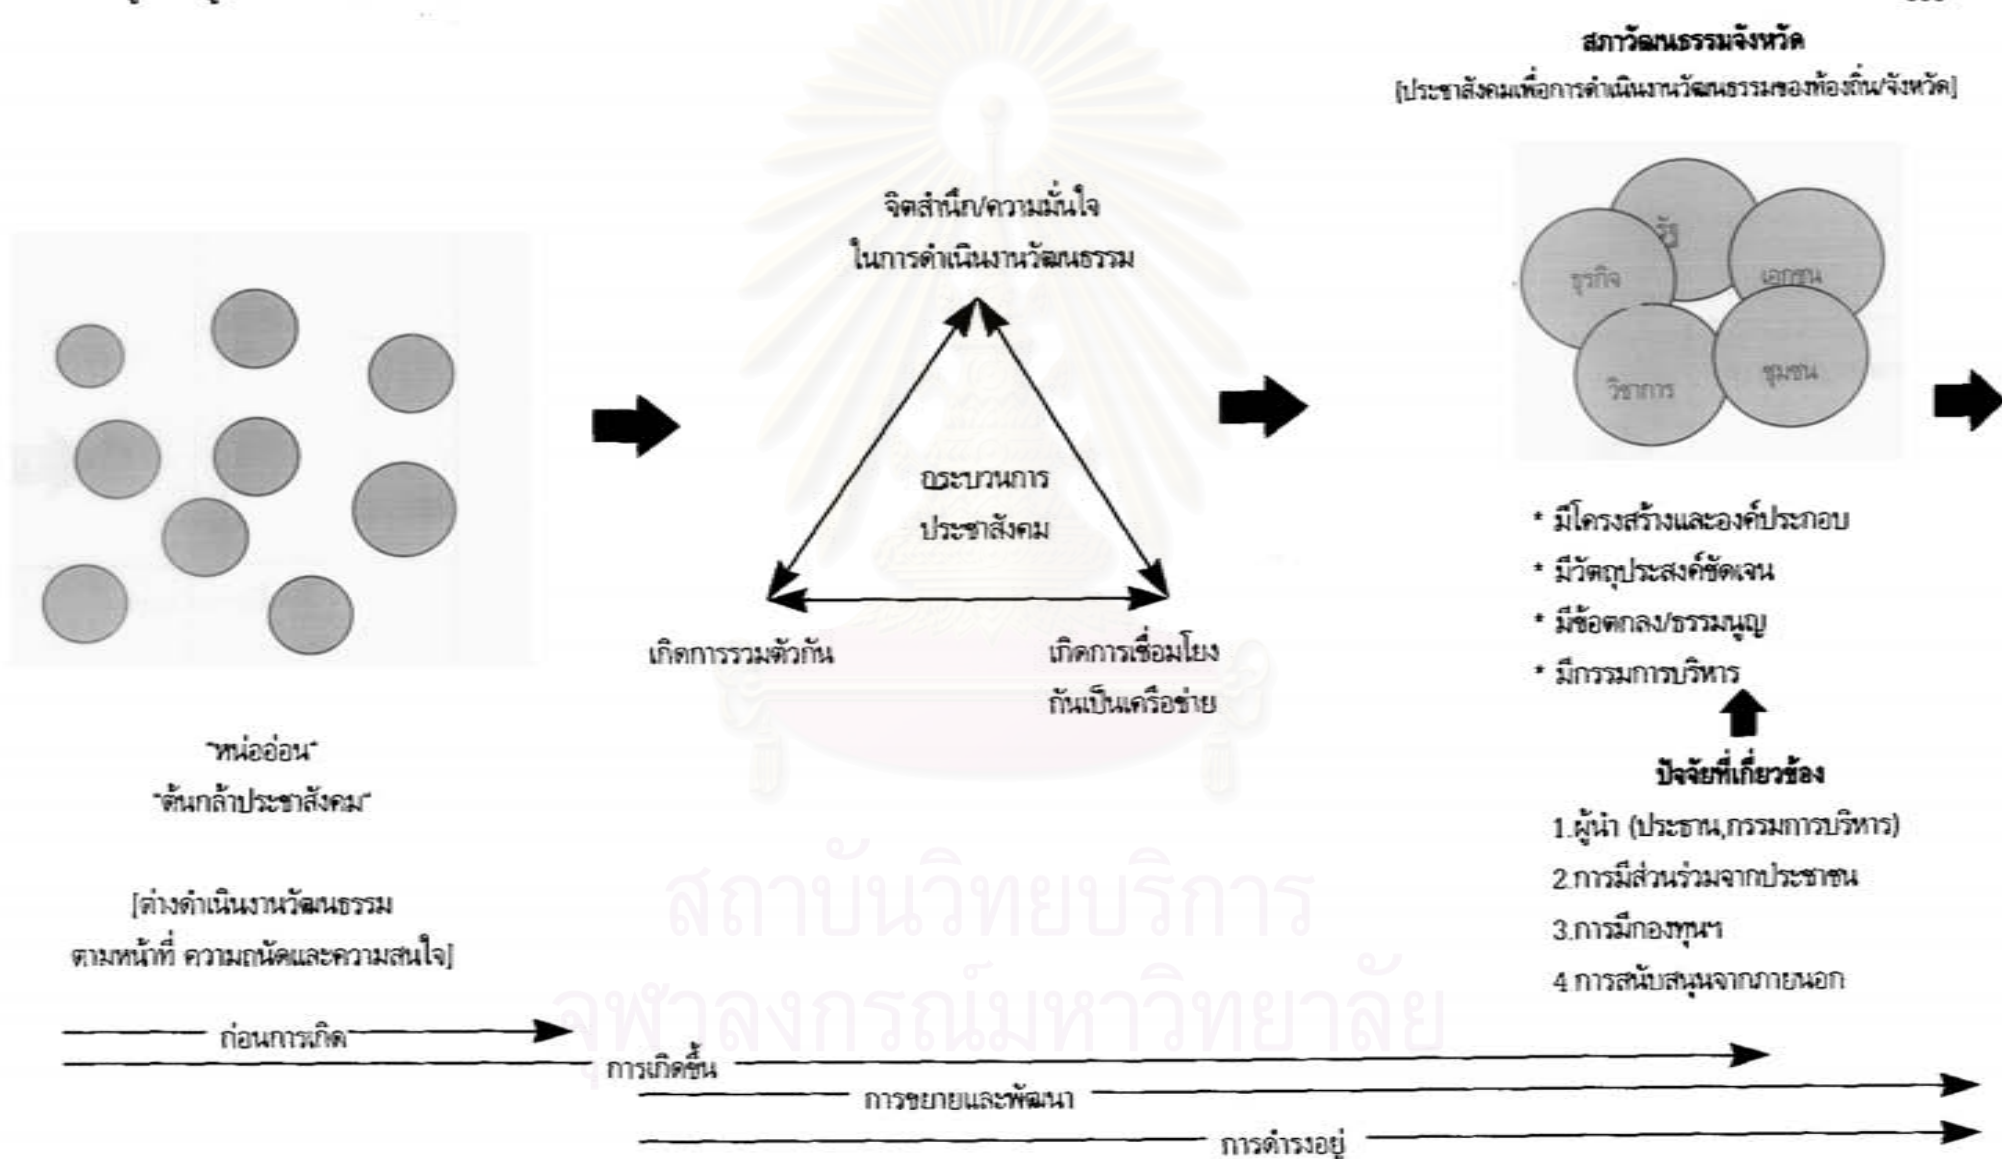 สภาวัฒนธรรมจังหวัด
[ประชาสังคมเพื่อการดำเนินงานวัฒนธรรมของท้องถิ่น/จังหวัด]
จิตสำนึก/ความมั่นใจ
ในการดำเนินงานวัฒนธรรม
รัฐ
ธุรกิจ
เอกชน
วิชาการ
ชุมชน
กระบวนการ
ประชาสังคม
เกิดการรวมตัวกัน
เกิดการเชื่อมโยง
กันเป็นเครือข่าย
* มีโครงสร้างและองค์ประกอบ
* มีวัตถุประสงค์ชัดเจน
* มีข้อตกลง/ธรรมนูญ
* มีกรรมการบริหาร
"หน่ออ่อน"
"ต้นกล้าประชาสังคม"
[ต่างดำเนินงานวัฒนธรรม
ตามหน้าที่ ความถนัดและความสนใจ]
ปัจจัยที่เกี่ยวข้อง
1.ผู้นำ (ประธาน,กรรมการบริหาร)
2.การมีส่วนร่วมจากประชาชน
3.การมีกองทุนฯ
4 การสนับสนุนจากภายนอก
สถาบันวิทยบริการ
จุฬาลงกรณ์มหาวิทยาลัย
ก่อนการเกิด
การเกิดขึ้น
การขยายและพัฒนา
การดำรงอยู่